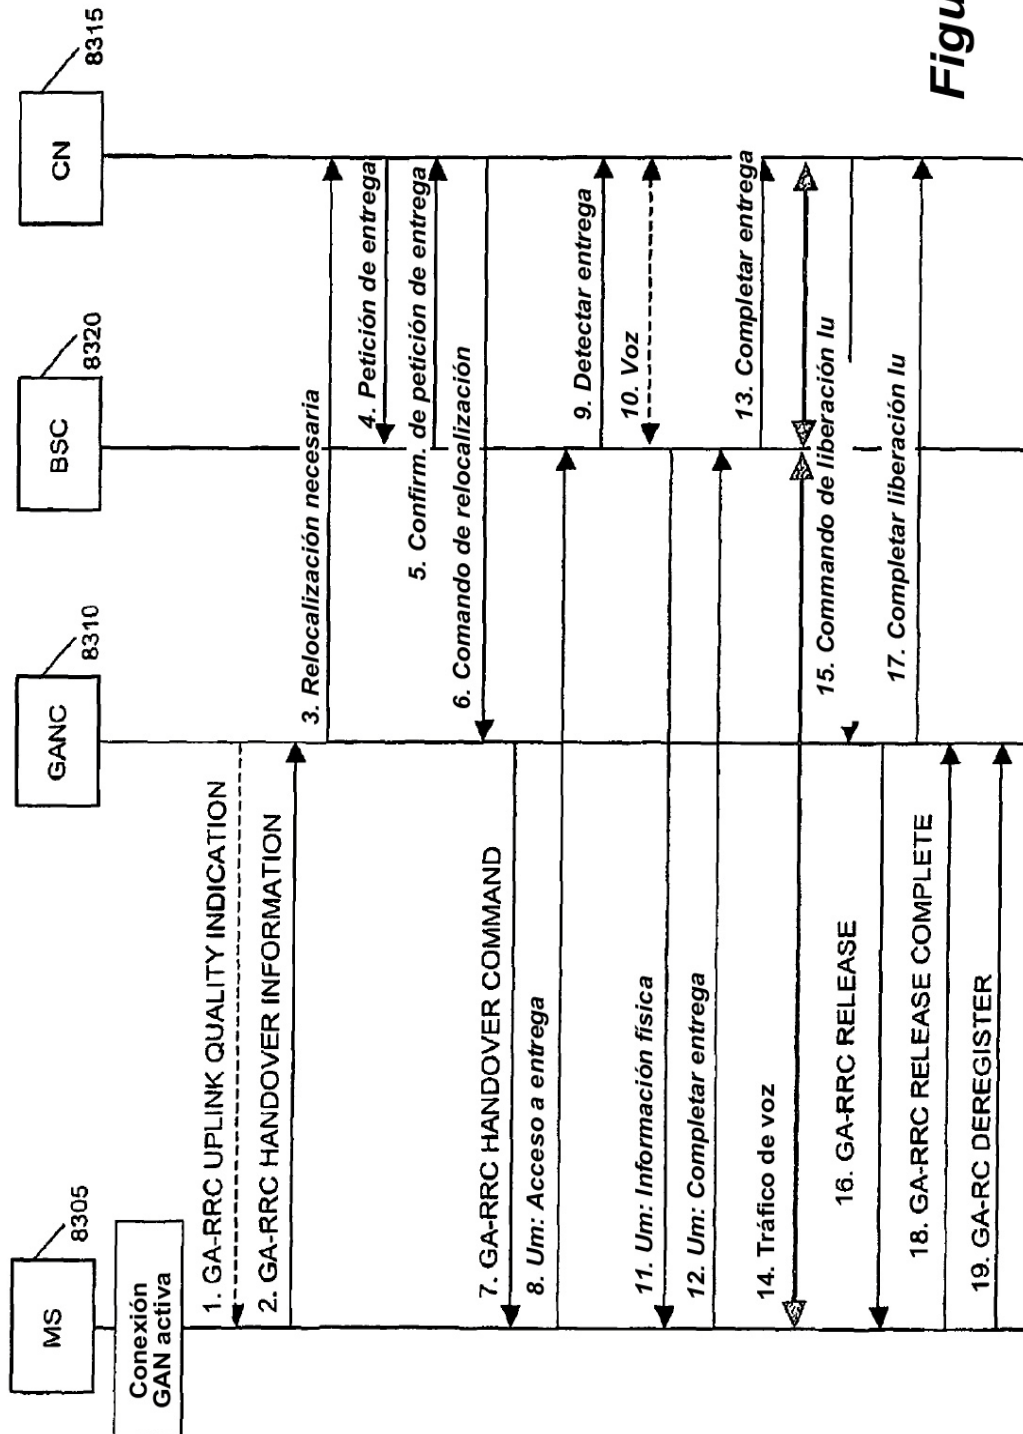 MS
8305
GANC
8310
BSC
8320
CN
8315
Conexión
GAN activa
1. GA-RRC UPLINK QUALITY INDICATION
2. GA-RRC HANDOVER INFORMATION
3. Relocalización necesaria
4. Petición de entrega
5. Confirm. de petición de entrega
6. Comando de relocalización
7. GA-RRC HANDOVER COMMAND
8. Um: Acceso a entrega
9. Detectar entrega
10. Voz
11. Um: Información física
12. Um: Completar entrega
13. Completar entrega
14. Tráfico de voz
15. Commando de liberación Iu
16. GA-RRC RELEASE
17. Completar liberación Iu
18. GA-RRC RELEASE COMPLETE
19. GA-RC DEREGISTER
Figu